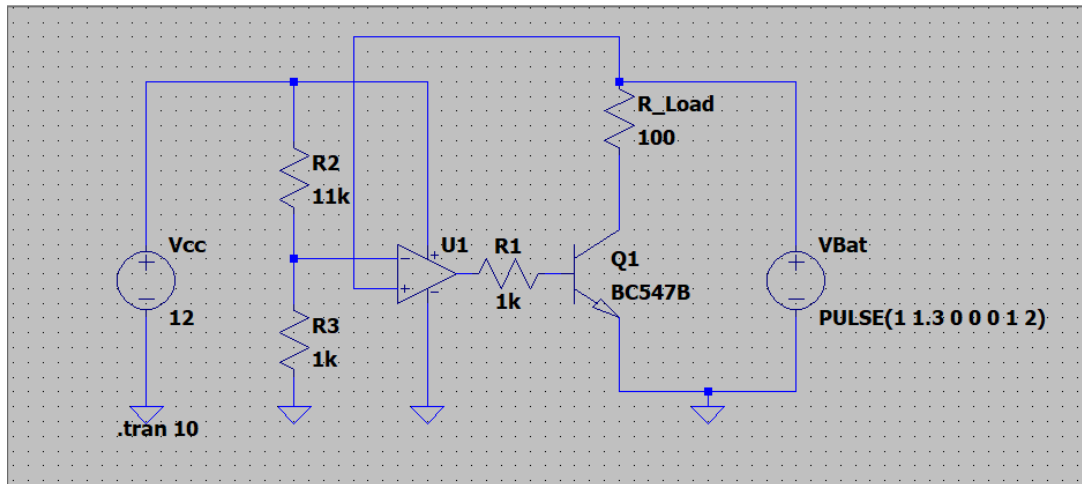 R_Load
100
R2
11k
Vcc
12
U1
R1
1k
Q1
BC547B
VBat
PULSE(1 11.3 0 0 0 1 2)
R3
1k
.tran 10